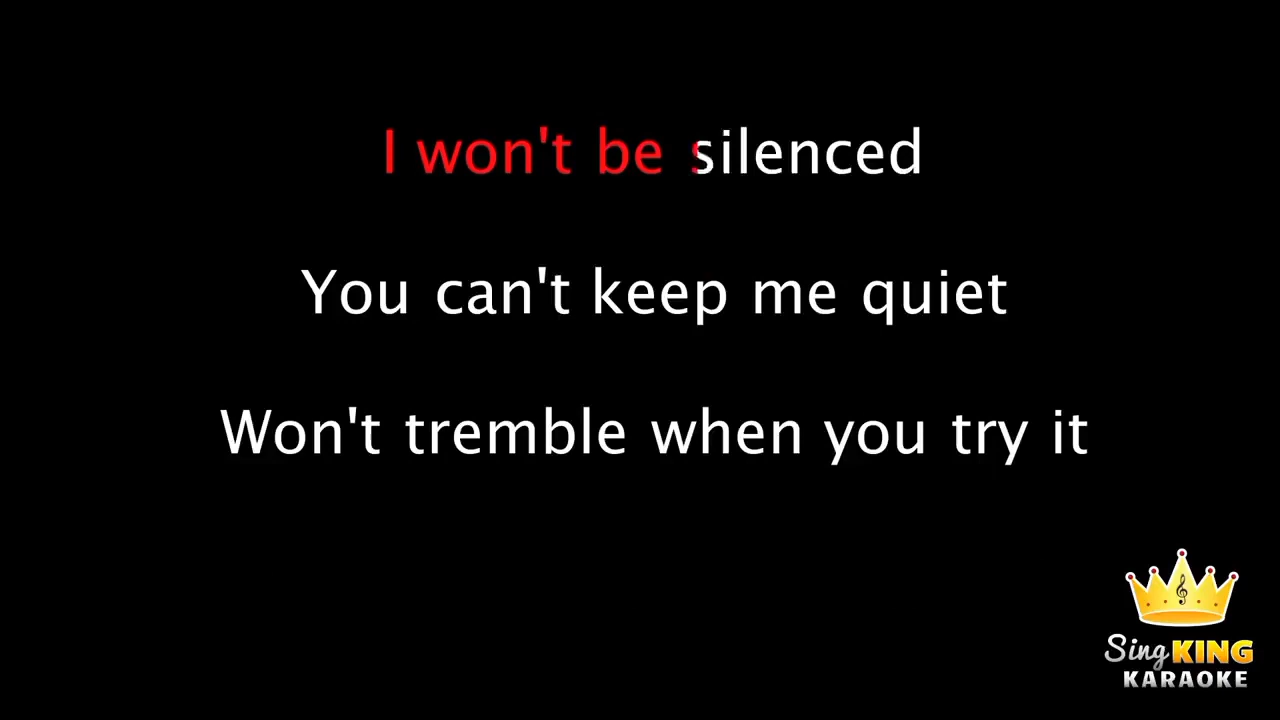 I won't be silenced
You can't keep me quiet
Won't tremble when you try it
Sing KING
KARAOKE